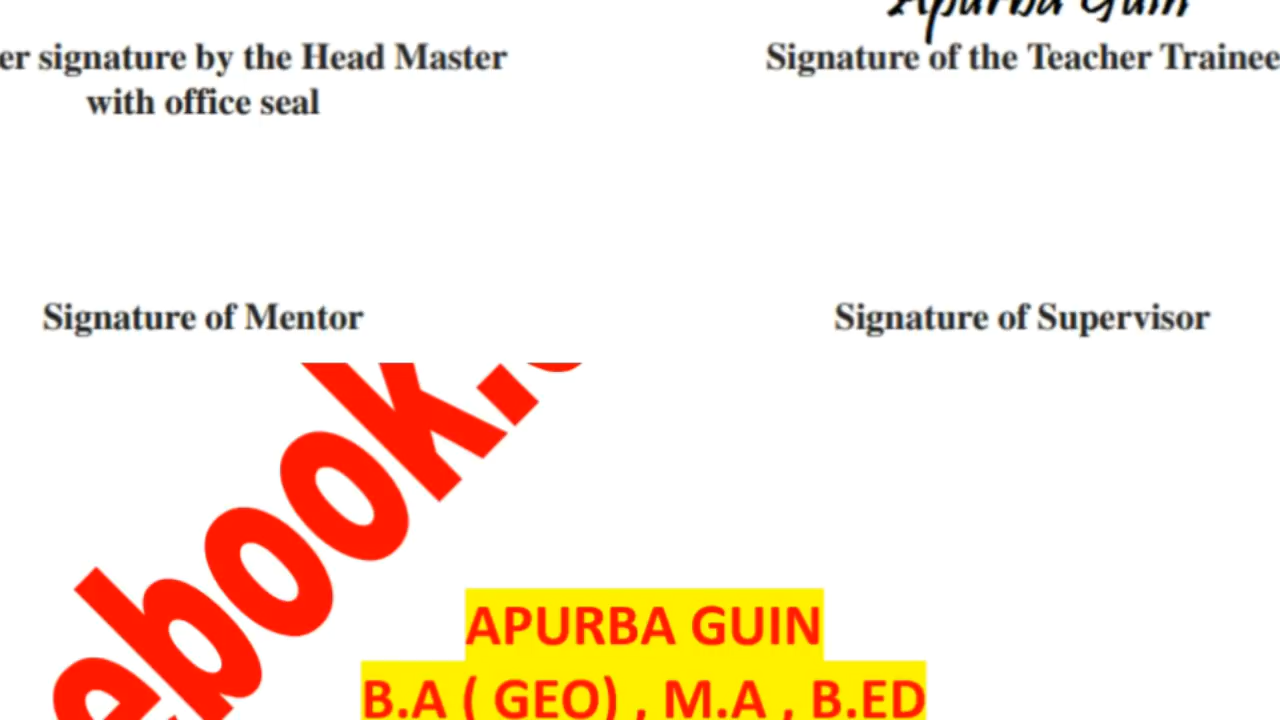 Apurba Guin
er signature by the Head Master
with office seal
Signature of the Teacher Trainee
Signature of Mentor
Signature of Supervisor
ebook.
APURBA GUIN
B.A ( GEO) , M.A , B.ED